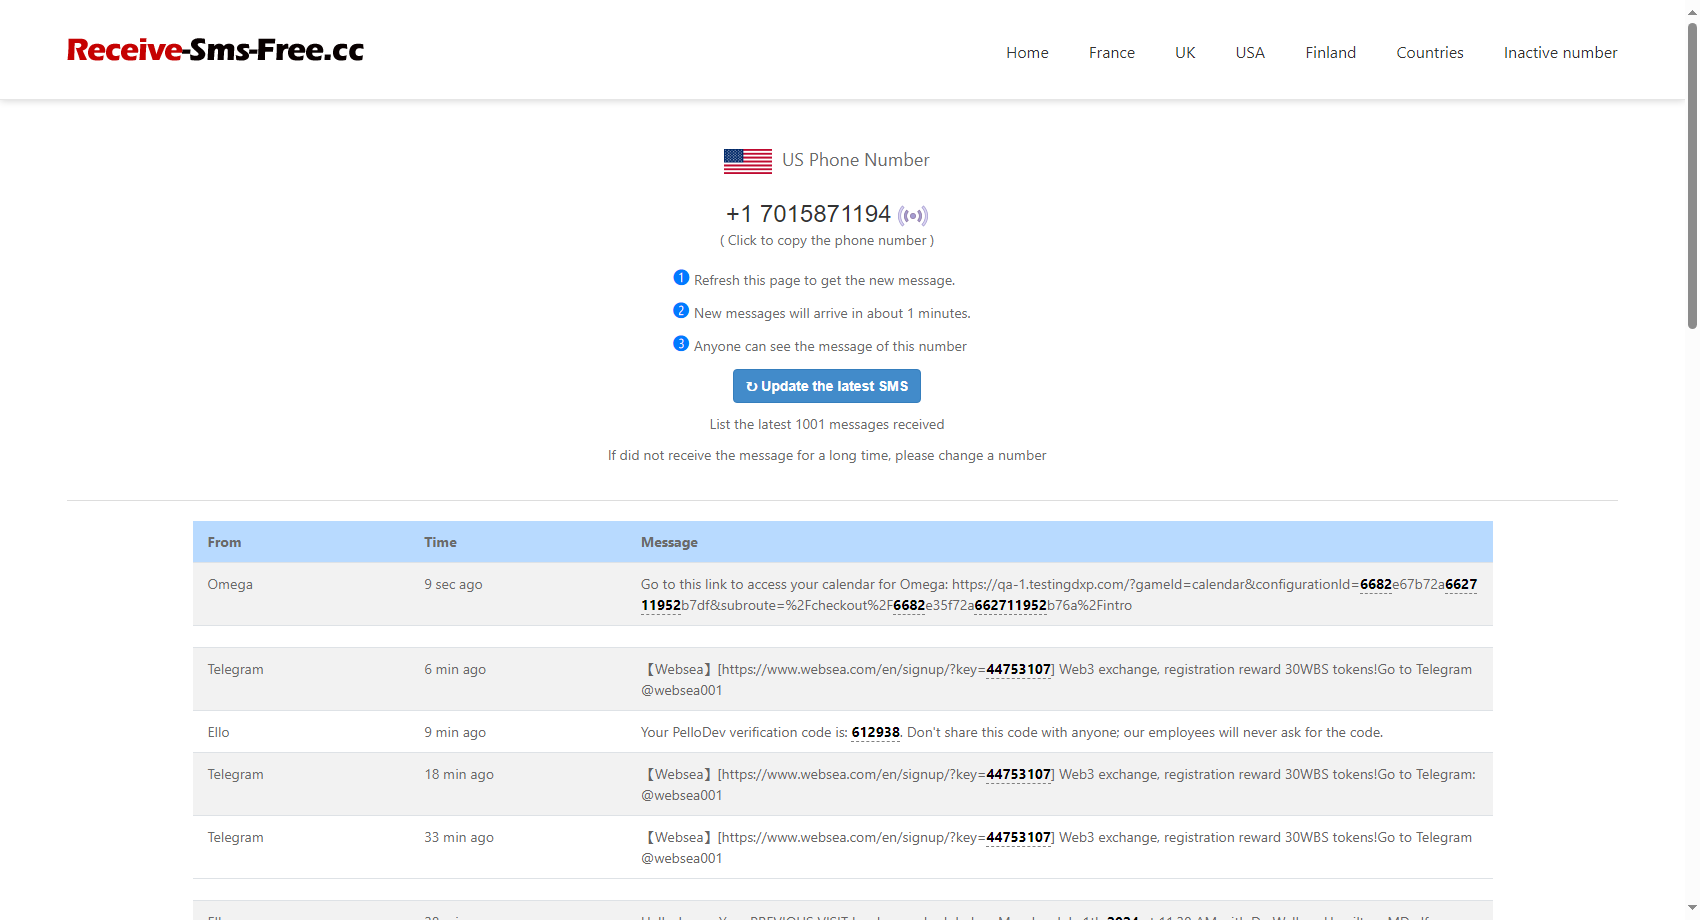 Receive-Sms-Free.cc
Home France UK USA Finland Countries Inactive number
US Phone Number
+1 7015871194
( Click to copy the phone number )
1 Refresh this page to get the new message.
2 New messages will arrive in about 1 minutes.
3 Anyone can see the message of this number
↻ Update the latest SMS
List the latest 1001 messages received
If did not receive the message for a long time, please change a number
From Time Message
Omega 9 sec ago Go to this link to access your calendar for Omega: https://qa-1.testingdxp.com/?gameId=calendar&configurationId=6682e67b72a6627
11952b7df&subroute=%2Fcheckout%2F6682e35f72a662711952b76a%2Fintro
Telegram 6 min ago 【Websea】[https://www.websea.com/en/signup/?key=44753107] Web3 exchange, registration reward 30WBS tokens!Go to Telegram
@websea001
Ello 9 min ago Your PelloDev verification code is: 612938. Don't share this code with anyone; our employees will never ask for the code.
Telegram 18 min ago 【Websea】[https://www.websea.com/en/signup/?key=44753107] Web3 exchange, registration reward 30WBS tokens!Go to Telegram:
@websea001
Telegram 33 min ago 【Websea】[https://www.websea.com/en/signup/?key=44753107] Web3 exchange, registration reward 30WBS tokens!Go to Telegram
@websea001